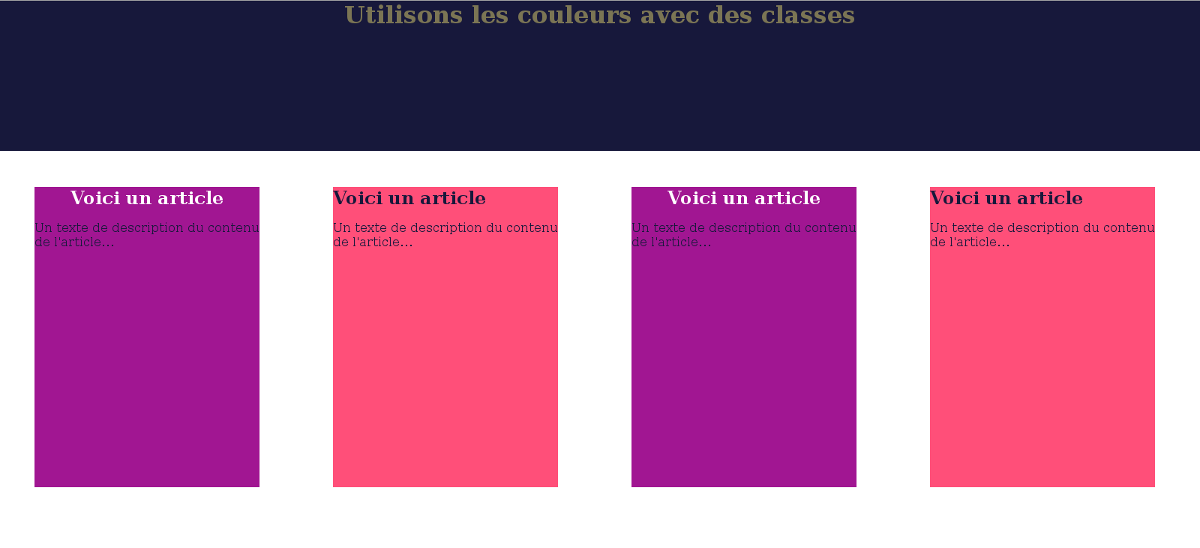 Utilisons les couleurs avec des classes
Voici un article
Un texte de description du contenu
de l'article...
Voici un article
Un texte de description du contenu
de l'article...
Voici un article
Un texte de description du contenu
de l'article...
Voici un article
Un texte de description du contenu
de l'article...